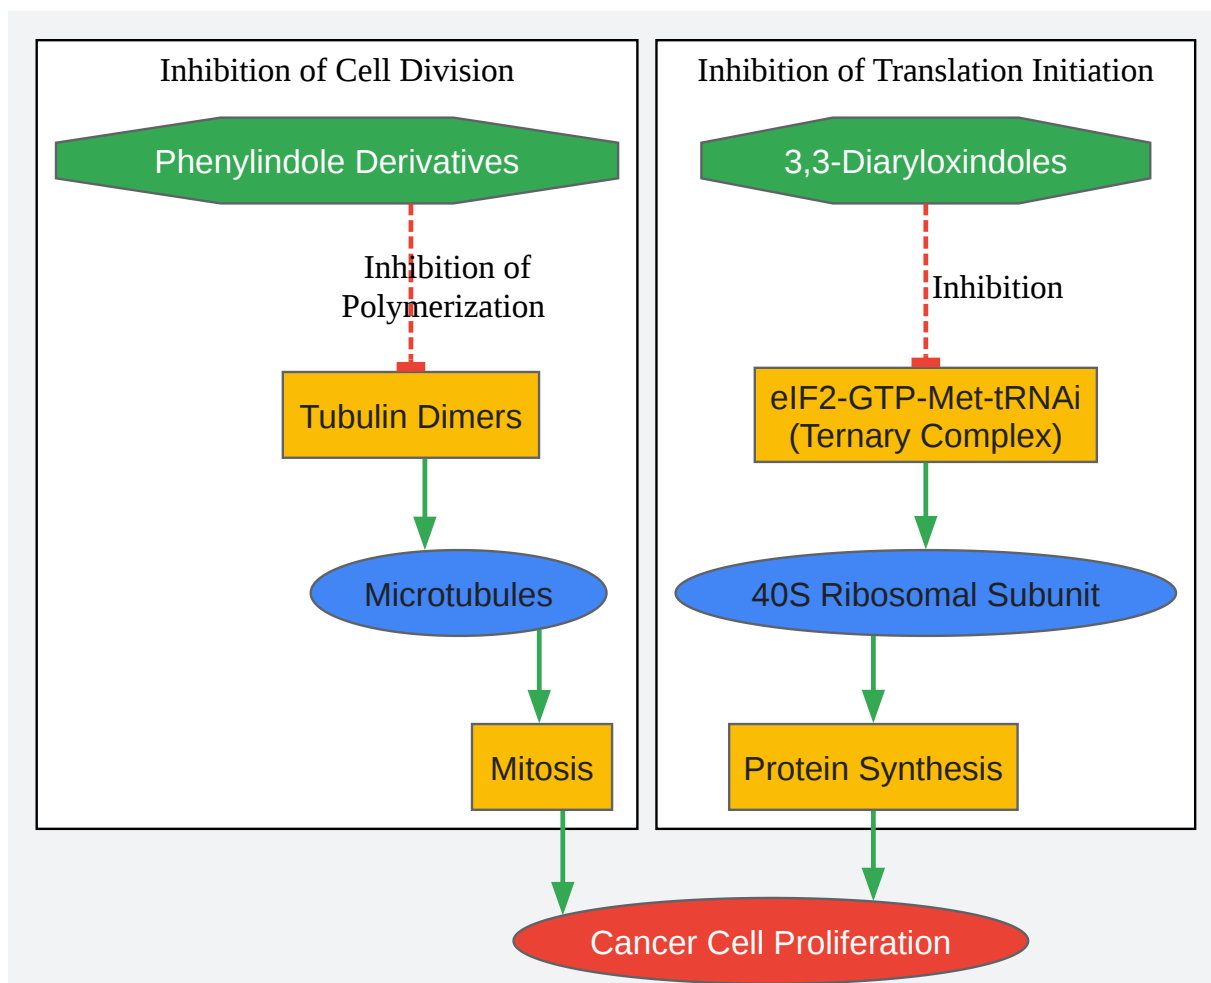 Inhibition of Cell Division
Phenylindole Derivatives
Inhibition of
Polymerization
Tubulin Dimers
Microtubules
Mitosis
Inhibition of Translation Initiation
3,3-Diaryloxindoles
Inhibition
eIF2-GTP-Met-tRNAi
(Ternary Complex)
40S Ribosomal Subunit
Protein Synthesis
Cancer Cell Proliferation